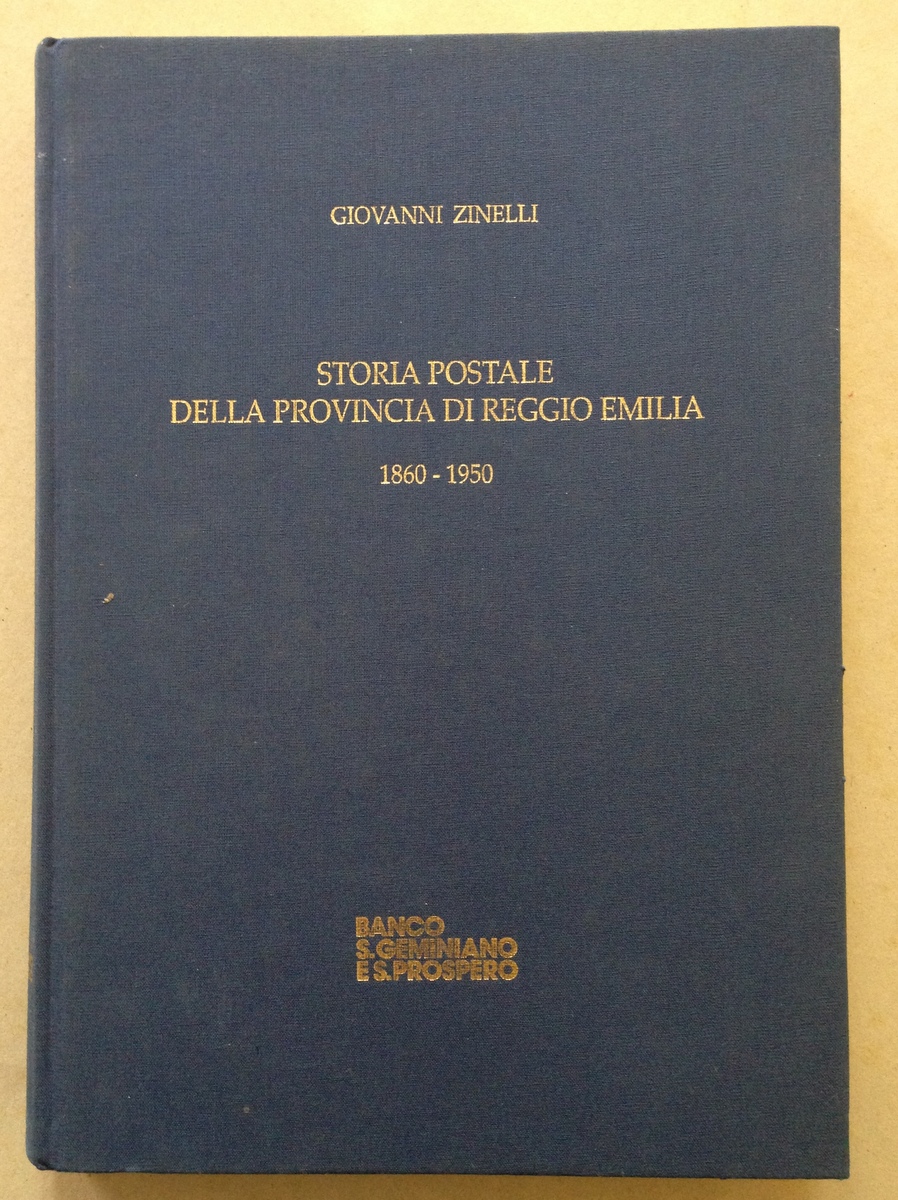 GIOVANNI ZINELLI
STORIA POSTALE
DELLA PROVINCIA DI REGGIO EMILIA
1860 - 1950
BANCO
S.GEMINIANO
E S.PROSPERO